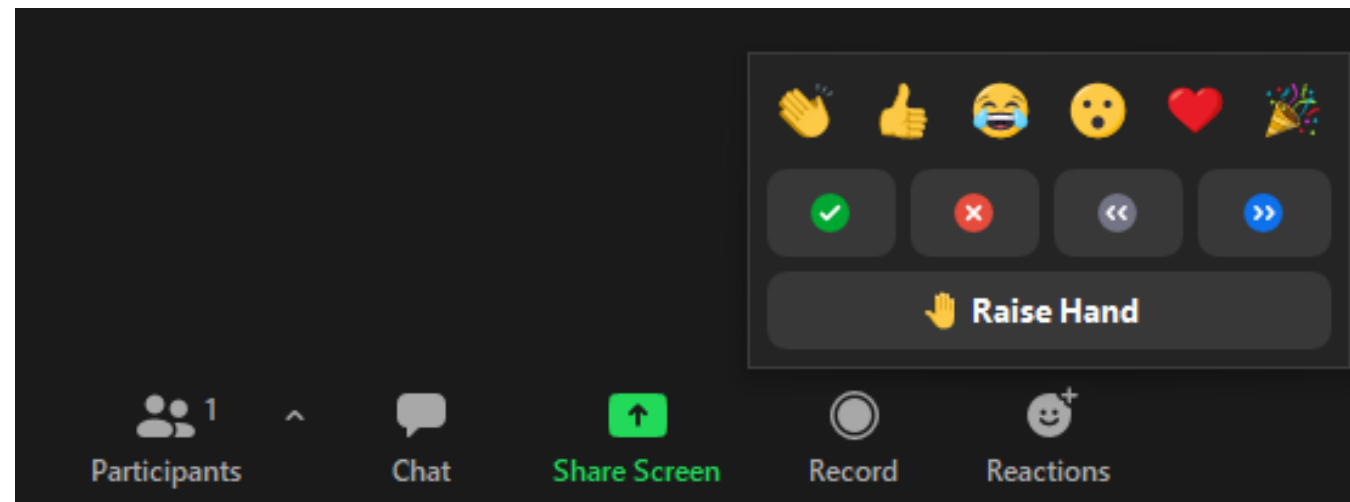 Raise Hand
1
Participants
Chat
Share Screen
Record
Reactions